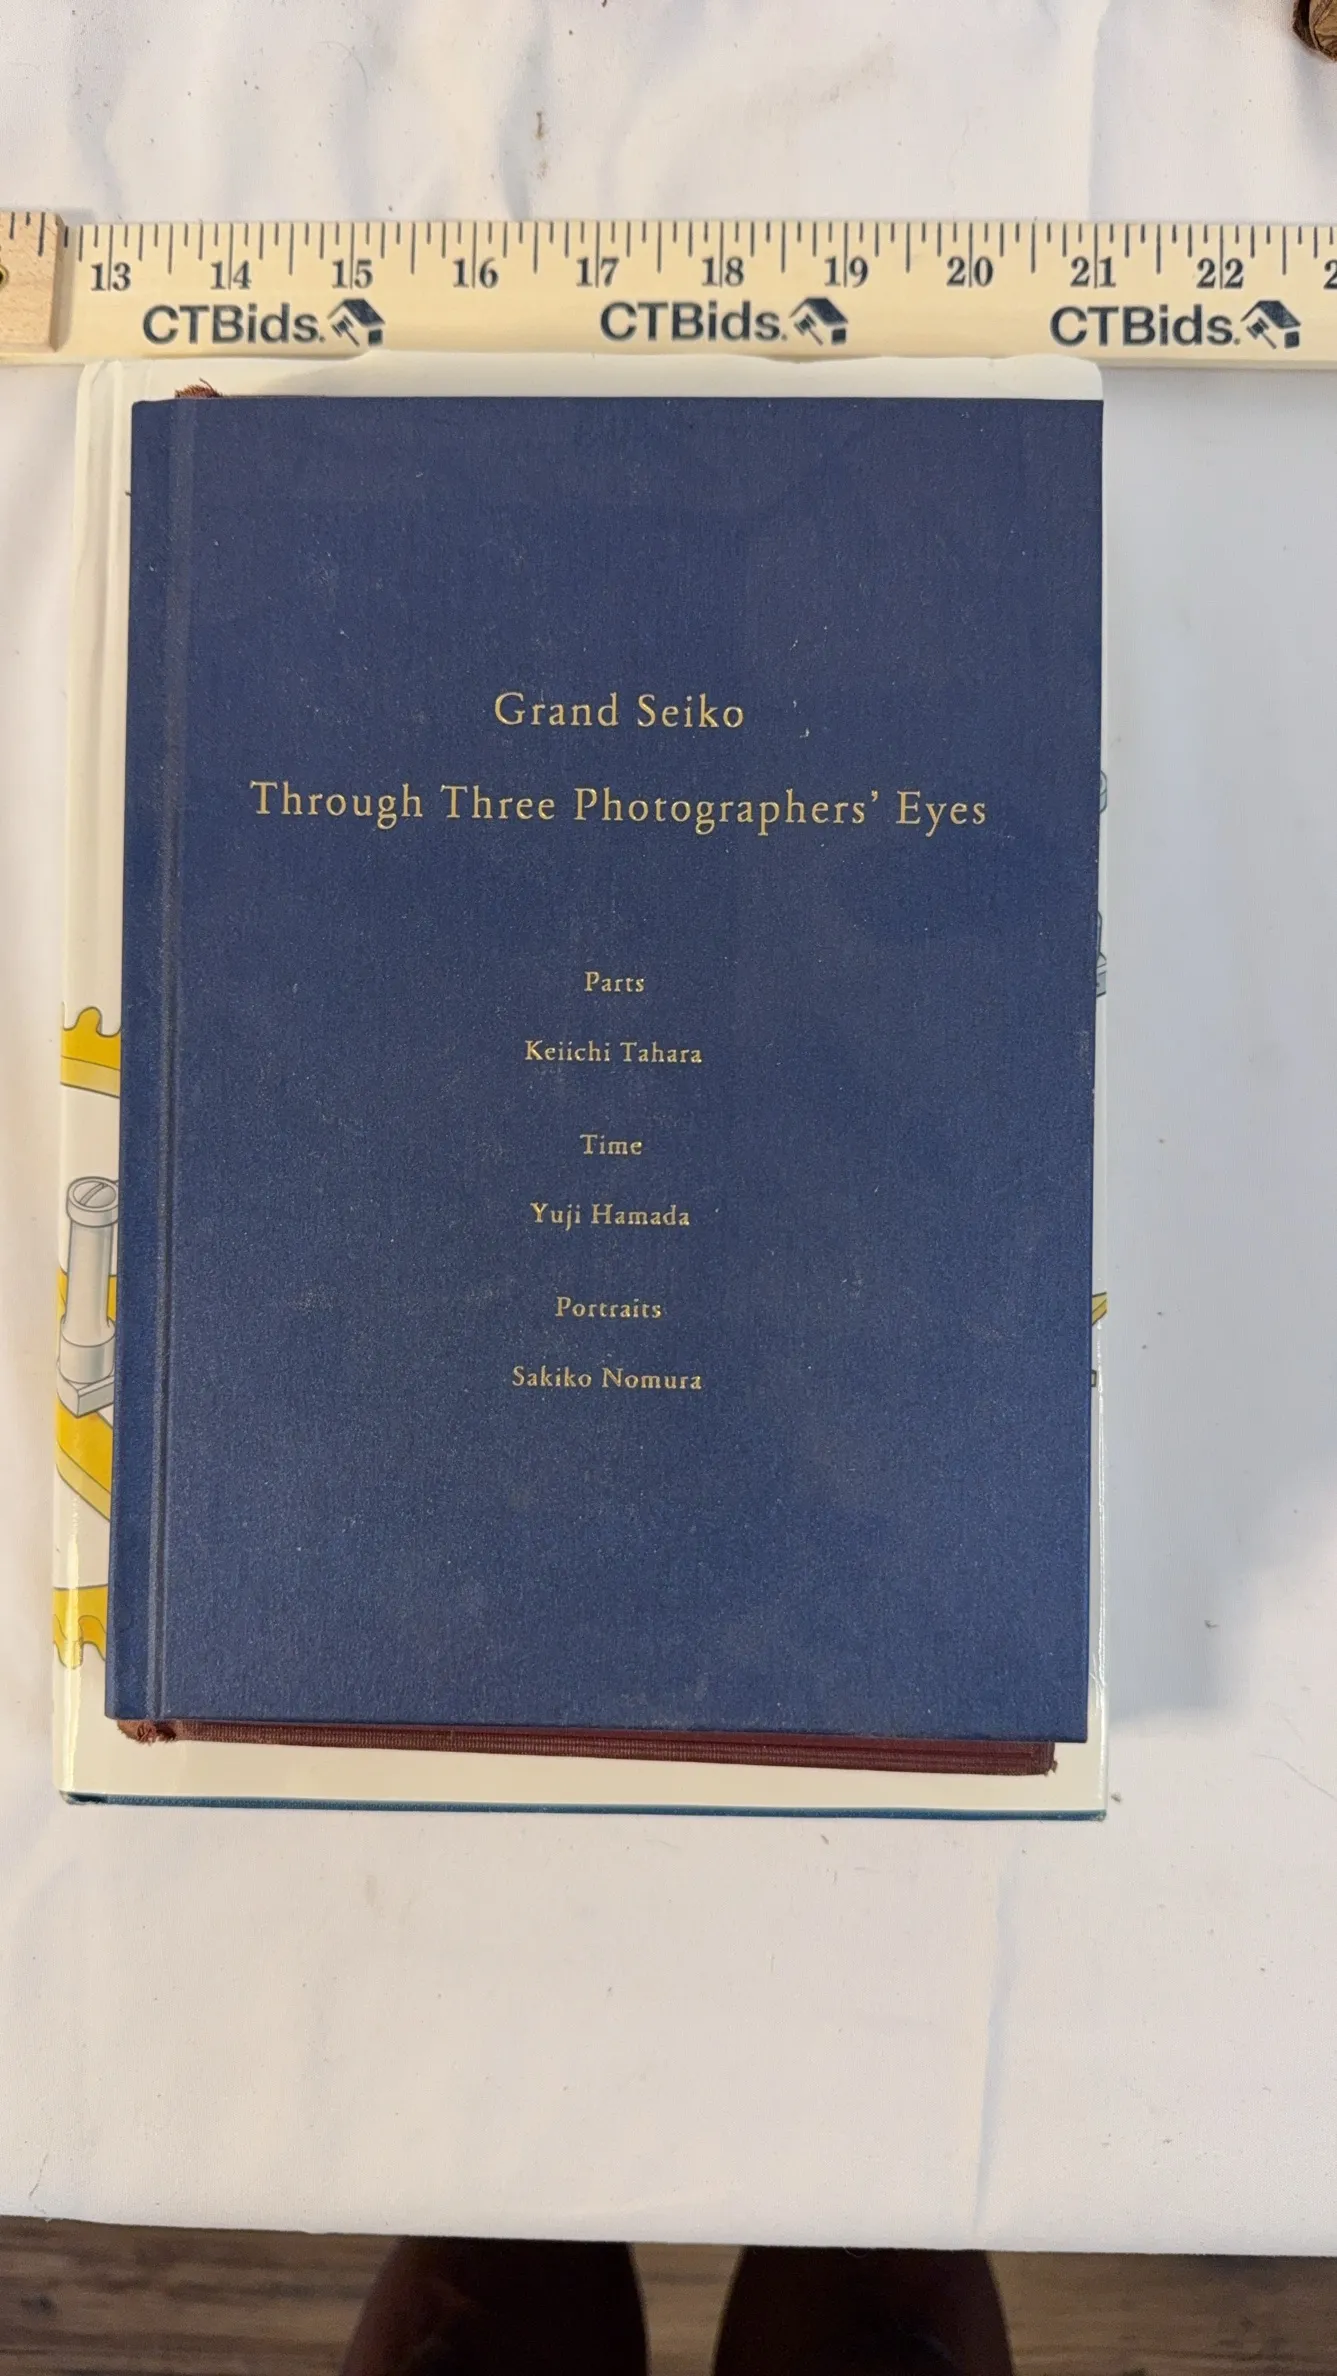 13 14 15 16 17 18 19 20 21 22
CTBids. CTBids. CTBids.
Grand Seiko
Through Three Photographers' Eyes
Parts
Keiichi Tahara
Time
Yuji Hamada
Portraits
Sakiko Nomura